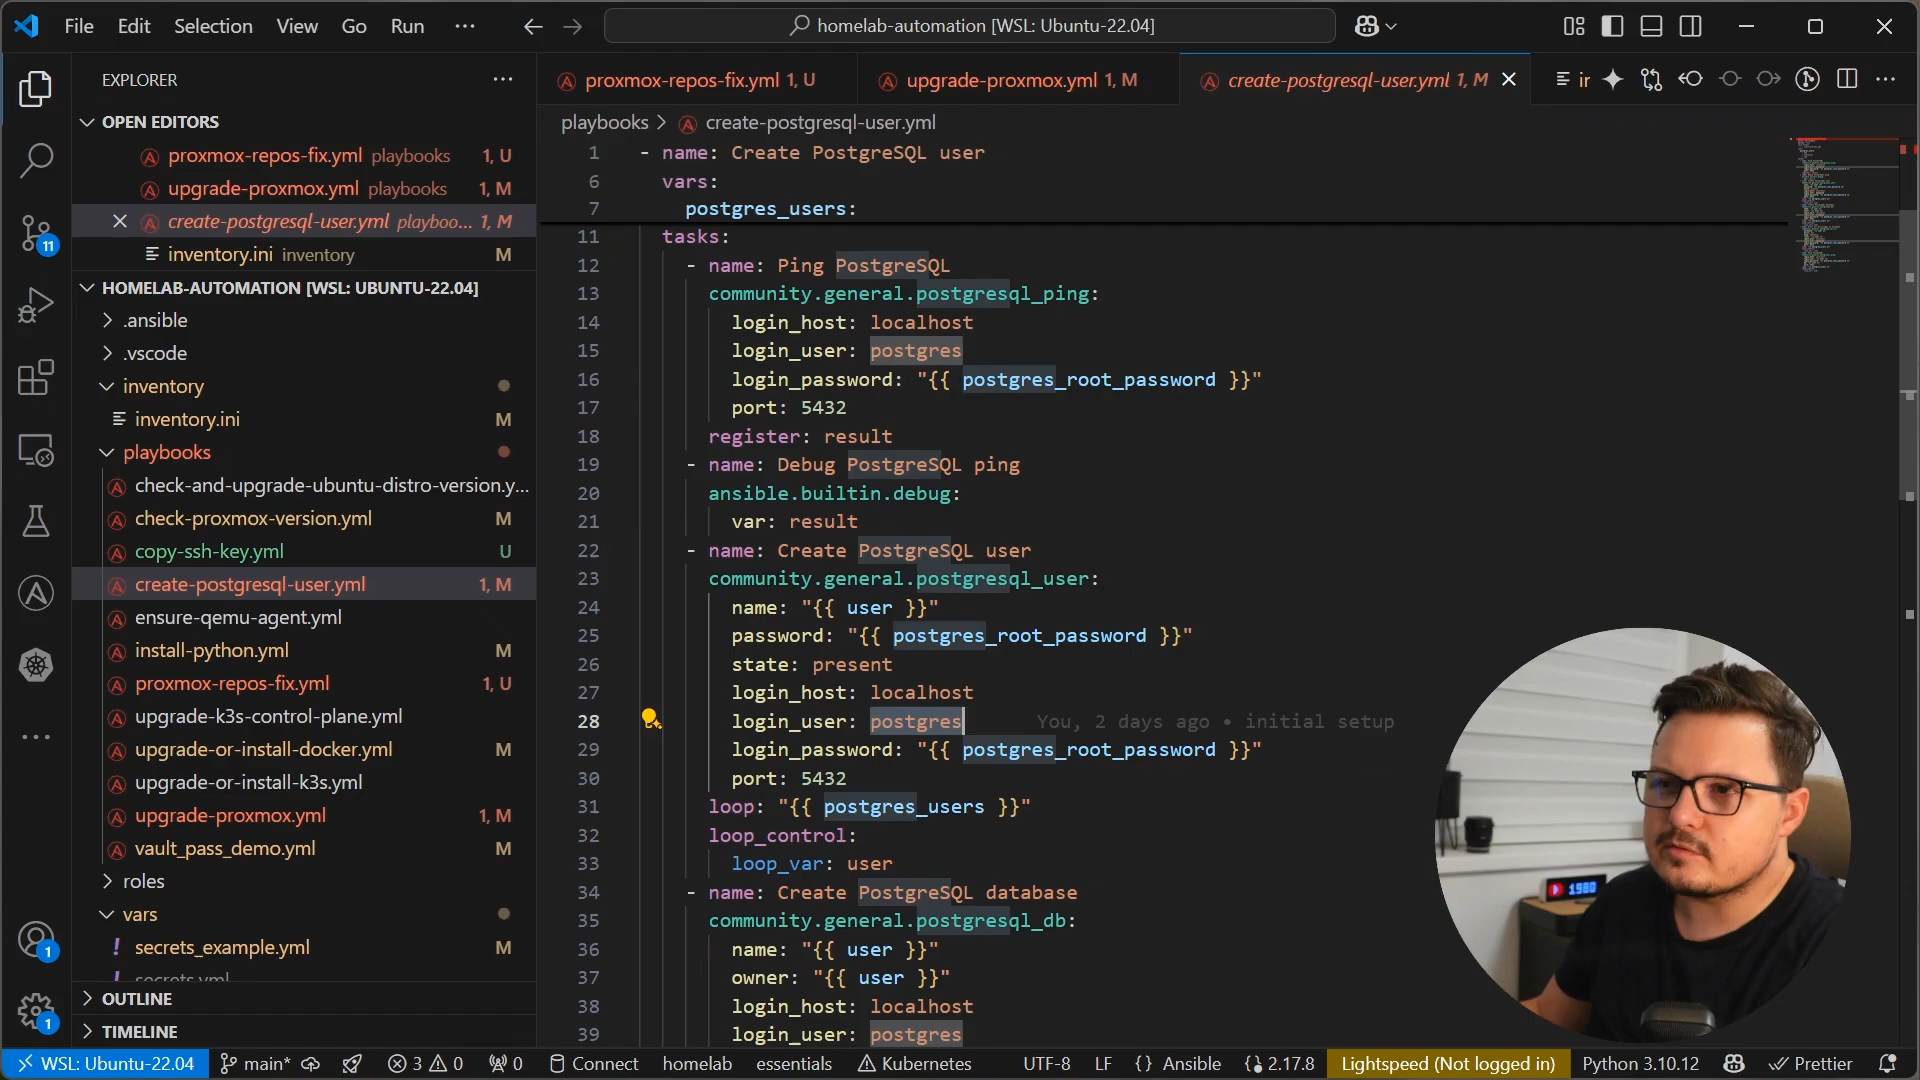 File Edit Selection View Go Run ···
homelab-automation [WSL: Ubuntu-22.04]
EXPLORER
OPEN EDITORS
proxmox-repos-fix.yml playbooks 1, U
upgrade-proxmox.yml playbooks 1, M
create-postgresql-user.yml playboo... 1, M
inventory.ini inventory M
HOMELAB-AUTOMATION [WSL: UBUNTU-22.04]
.ansible
.vscode
inventory
inventory.ini M
playbooks
check-and-upgrade-ubuntu-distro-version.y...
check-proxmox-version.yml M
copy-ssh-key.yml U
create-postgresql-user.yml 1, M
ensure-qemu-agent.yml
install-python.yml M
proxmox-repos-fix.yml 1, U
upgrade-k3s-control-plane.yml
upgrade-or-install-docker.yml M
upgrade-or-install-k3s.yml
upgrade-proxmox.yml 1, M
vault_pass_demo.yml M
roles
vars
secrets_example.yml M
secrets.yml
OUTLINE
TIMELINE
11
1
1
proxmox-repos-fix.yml 1, U
upgrade-proxmox.yml 1, M
create-postgresql-user.yml 1, M
ir
playbooks > create-postgresql-user.yml
1 - name: Create PostgreSQL user
6 vars:
7 postgres_users:
11 tasks:
12 - name: Ping PostgreSQL
13 community.general.postgresql_ping:
14 login_host: localhost
15 login_user: postgres
16 login_password: "{{ postgres_root_password }}"
17 port: 5432
18 register: result
19 - name: Debug PostgreSQL ping
20 ansible.builtin.debug:
21 var: result
22 - name: Create PostgreSQL user
23 community.general.postgresql_user:
24 name: "{{ user }}"
25 password: "{{ postgres_root_password }}"
26 state: present
27 login_host: localhost
28 login_user: postgres You, 2 days ago • initial setup
29 login_password: "{{ postgres_root_password }}"
30 port: 5432
31 loop: "{{ postgres_users }}"
32 loop_control:
33 loop_var: user
34 - name: Create PostgreSQL database
35 community.general.postgresql_db:
36 name: "{{ user }}"
37 owner: "{{ user }}"
38 login_host: localhost
39 login_user: postgres
1980
WSL: Ubuntu-22.04 main* 3 0 0 Connect homelab essentials Kubernetes UTF-8 LF {} Ansible 2.17.8 Lightspeed (Not logged in) Python 3.10.12 Prettier